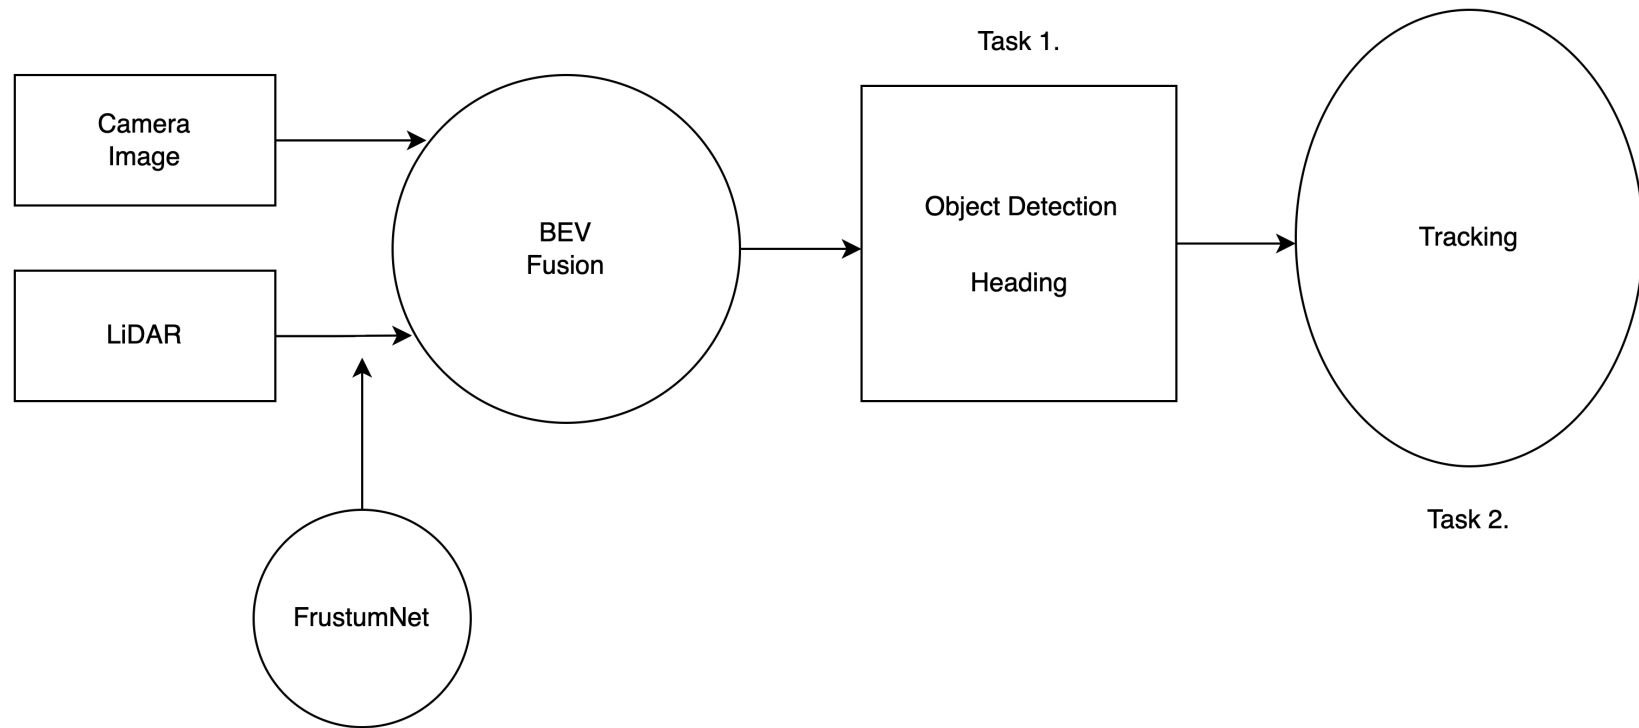 Task 1.
Camera
Image
BEV
Fusion
Object Detection
Heading
Tracking
LiDAR
Task 2.
FrustumNet